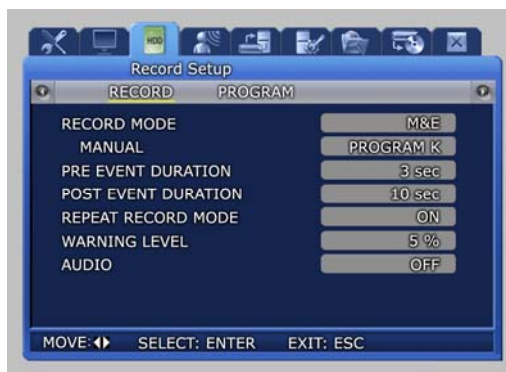 HDD
Record Setup
RECORD PROGRAM
RECORD MODE M&E
MANUAL PROGRAM K
PRE EVENT DURATION 3 sec
POST EVENT DURATION 10 sec
REPEAT RECORD MODE ON
WARNING LEVEL 5 %
AUDIO OFF
MOVE: SELECT: ENTER EXIT: ESC